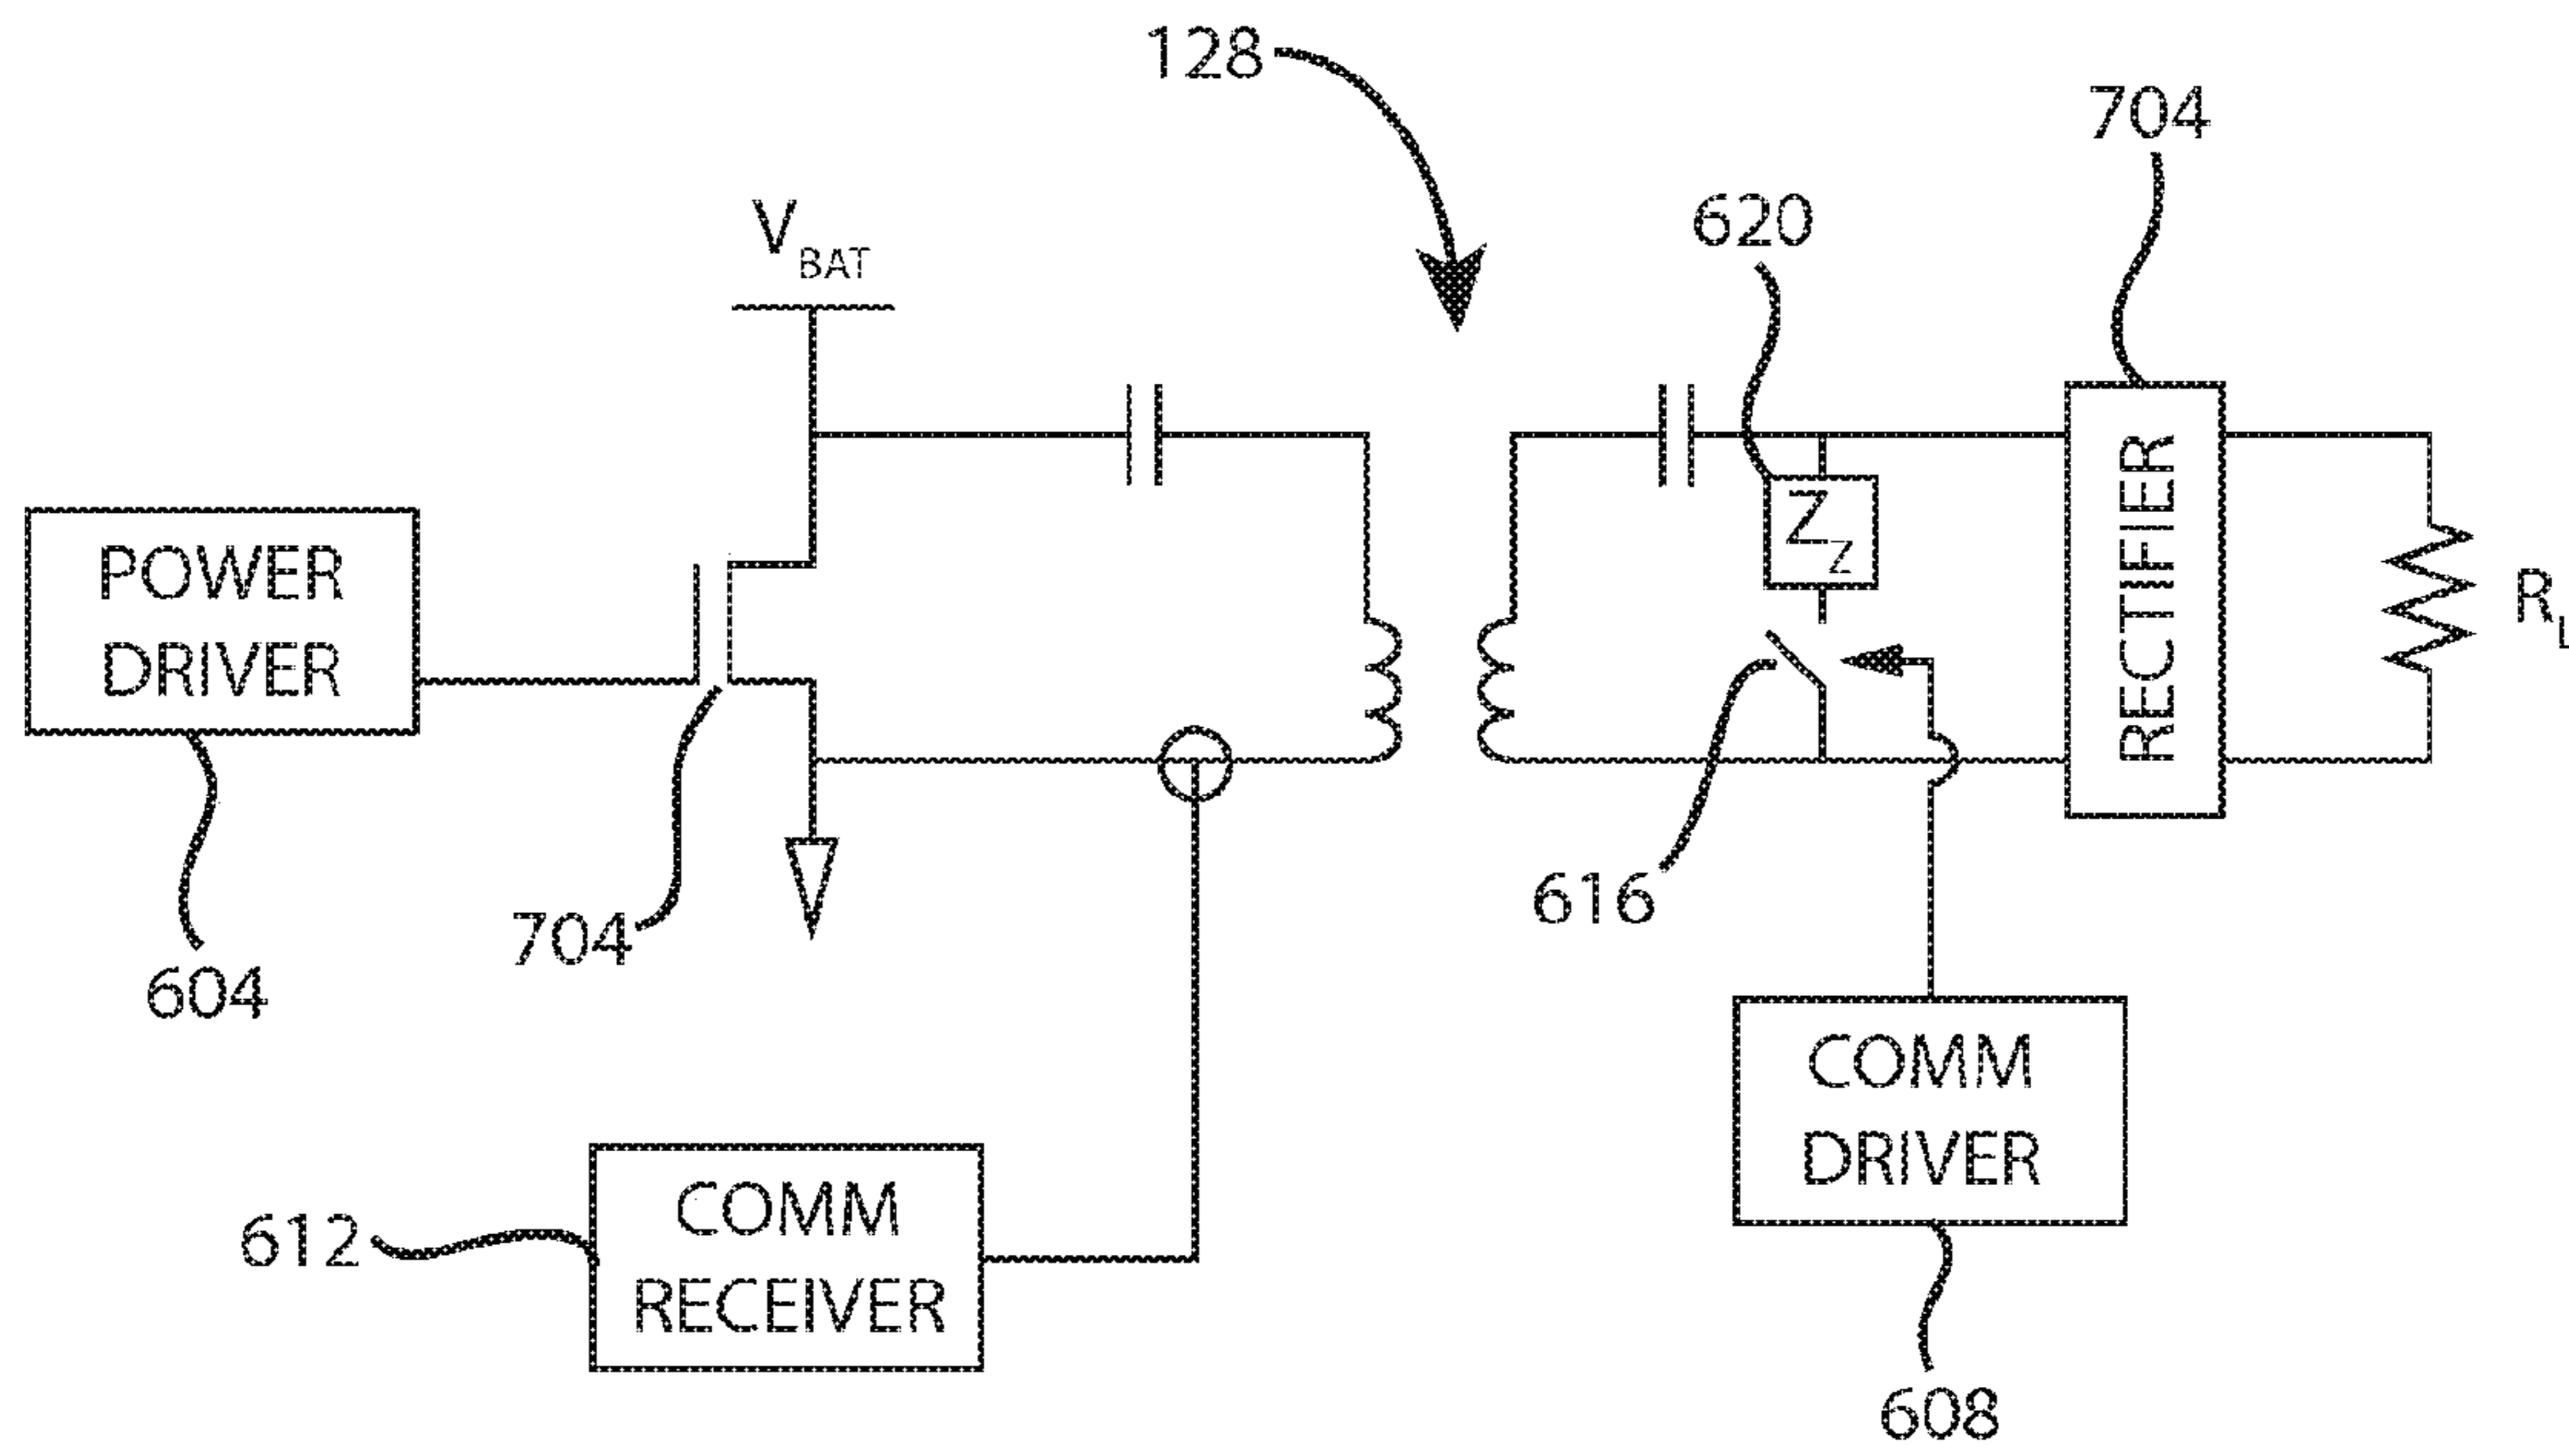 128
704
620
V BAT
POWER
DRIVER
Z Z
RECTIFIER
R L
616
704
604
COMM
DRIVER
COMM
RECEIVER
612
608